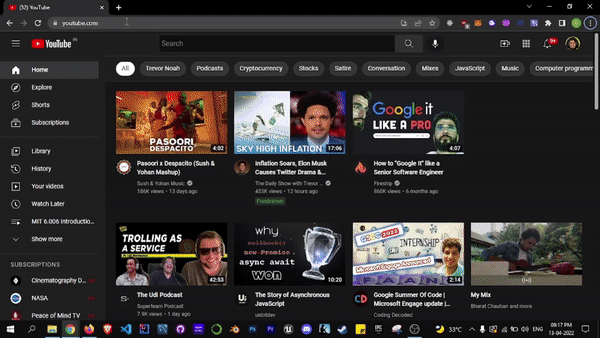 (32) YouTube
youtube.com
YouTube IN
Search
9+
Home
Explore
Shorts
Subscriptions
Library
History
Your videos
Watch Later
MIT 6.006 Introductio...
Show more
SUBSCRIPTIONS
Cinematography D...
NASA
Peace of Mind TV
All
Trevor Noah
Podcasts
Cryptocurrency
Stocks
Satire
Conversation
Mixes
JavaScript
Music
Computer programm
PASOORI
DESPACITO
4:02
Pasoori x Despacito (Sush &
Yohan Mashup)
Sush & Yohan Music
186K views • 13 days ago
SKY HIGH INFLATION
17:06
Inflation Soars, Elon Musk
Causes Twitter Drama &...
The Daily Show with Trevor ...
453K views • 12 hours ago
Fundraiser
Google it
LIKE A PRO
4:07
How to "Google It" like a
Senior Software Engineer
Fireship
660K views • 6 months ago
TROLLING AS
A SERVICE
42:53
The Udi Podcast
Superteam Podcast
7.9K views • 1 day ago
why
new Promise
async await
won
10:20
The Story of Asynchronous
JavaScript
uidotdev
GSOC 2022
INTERNSHIP
Microsoft Engage Announced
2:14
Google Summer Of Code |
Microsoft Engage update |...
Coding Decoded
My Mix
Bharat Chauhan and more
33°C
ENG
09:17 PM
13-04-2022